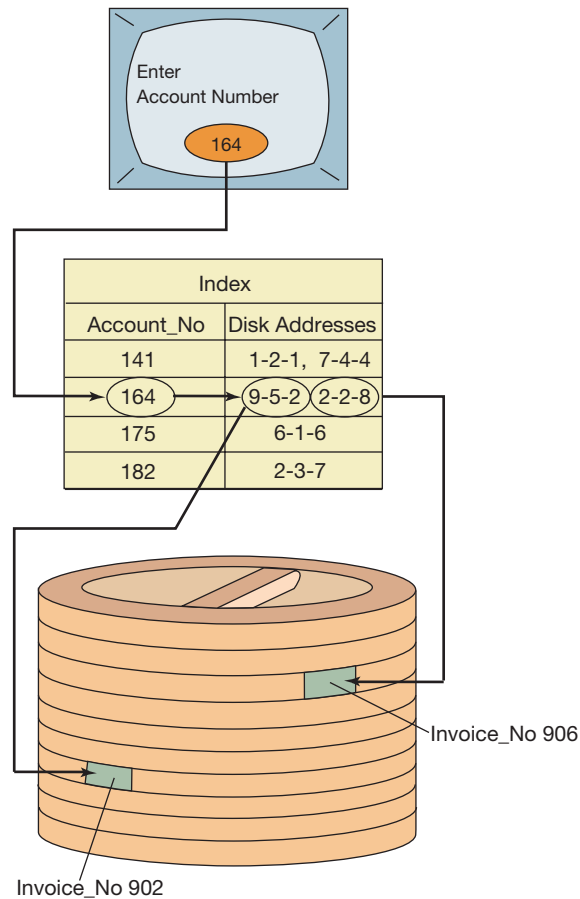 Enter
Account Number
164
Index
Account_No Disk Addresses
141 1-2-1, 7-4-4
164 9-5-2 2-2-8
175 6-1-6
182 2-3-7
Invoice_No 906
Invoice_No 902